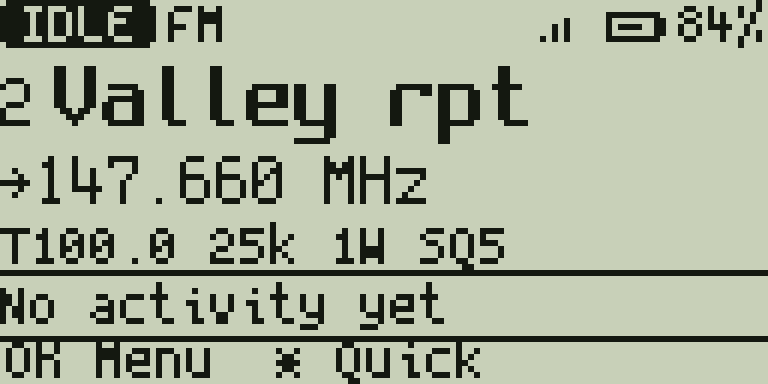 IDLE FM 84%
2 Valley rpt
→147.660 MHz
T100.0 25k 1W SQ5
No activity yet
OK Menu * Quick